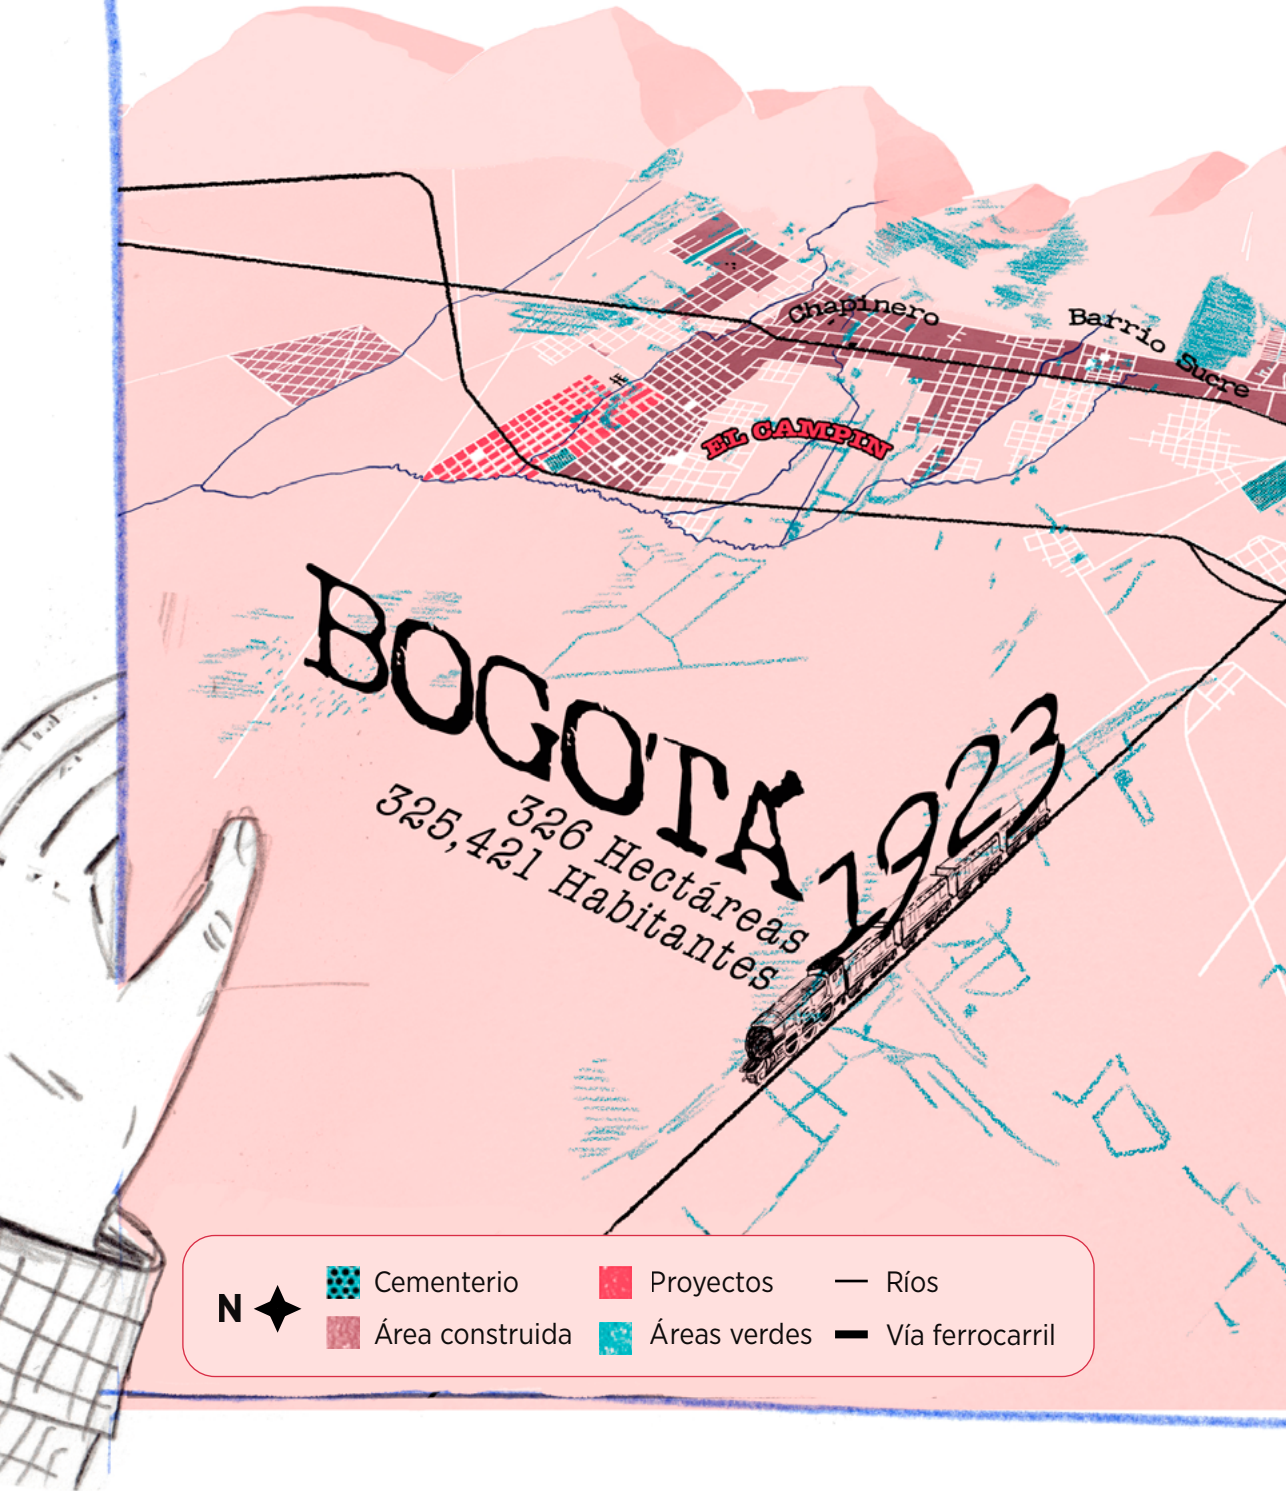 Chapinero
Barrio Sucre
EL CAMPIN
BOGOTÁ 1923
326 Hectáreas
325,421 Habitantes
N
Cementerio
Proyectos
Ríos
Área construida
Áreas verdes
Vía ferrocarril